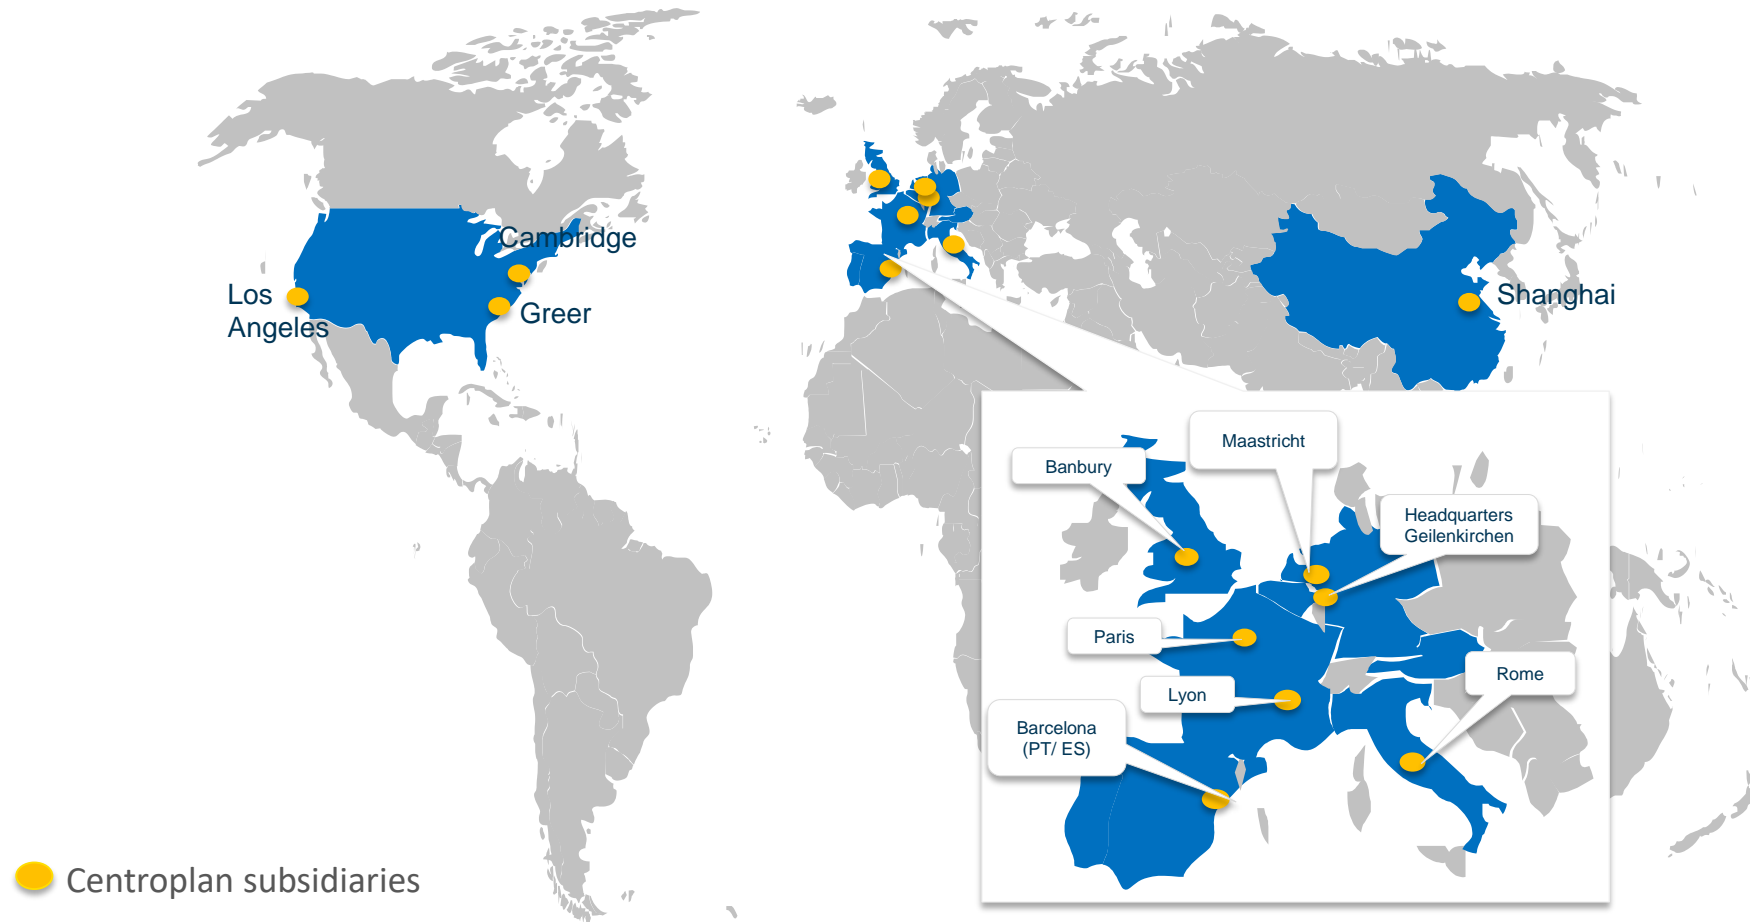 Cambridge
Los
Angeles
Greer
Shanghai
Maastricht
Banbury
Headquarters
Geilenkirchen
Paris
Rome
Lyon
Barcelona
(PT/ ES)
Centroplan subsidiaries